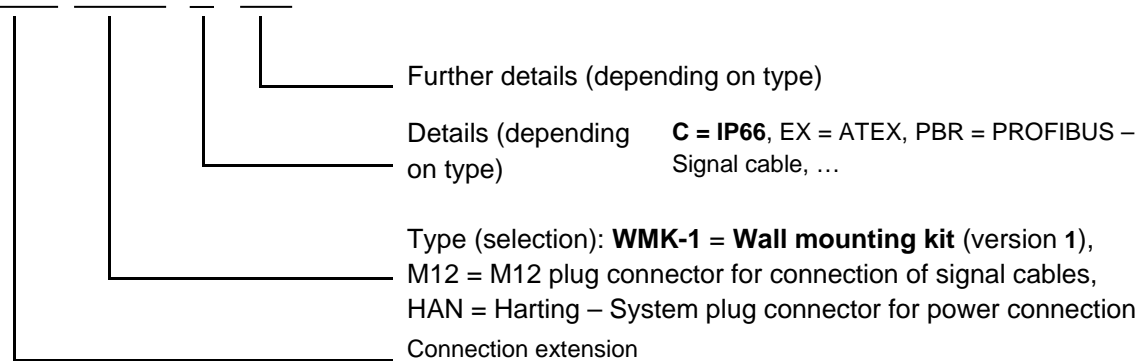 Further details (depending on type)
Details (depending
on type)
C = IP66, EX = ATEX, PBR = PROFIBUS –
Signal cable, …
Type (selection): WMK-1 = Wall mounting kit (version 1),
M12 = M12 plug connector for connection of signal cables,
HAN = Harting – System plug connector for power connection
Connection extension